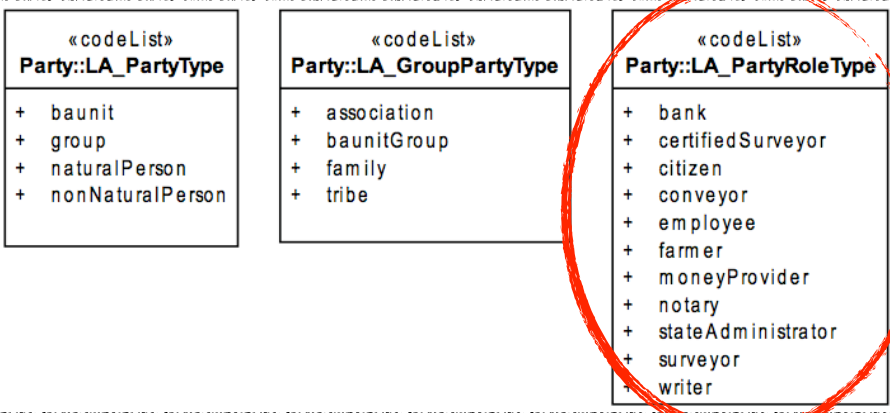 «codeList»
Party::LA_PartyType
+ baunit
+ group
+ naturalPerson
+ nonNaturalPerson
«codeList»
Party::LA_GroupPartyType
+ association
+ baunitGroup
+ family
+ tribe
«codeList»
Party::LA_PartyRoleType
+ bank
+ certifiedSurveyor
+ citizen
+ conveyor
+ employee
+ farmer
+ moneyProvider
+ notary
+ stateAdministrator
+ surveyor
+ writer